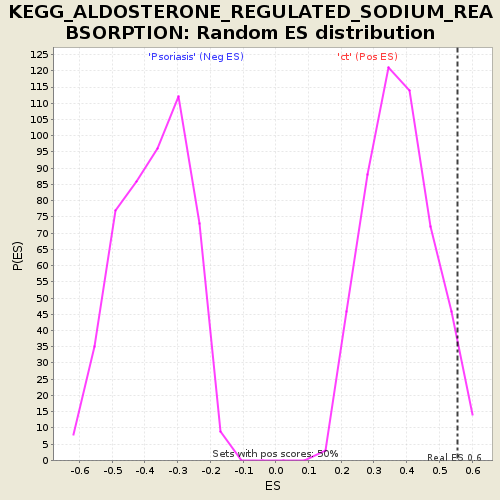 KEGG_ALDOSTERONE_REGULATED_SODIUM_REA
BSORPTION: Random ES distribution
'Psoriasis' (Neg ES)
'ct' (Pos ES)
125
120
115
110
105
100
95
90
85
80
75
70
65
60
55
50
45
40
35
30
25
20
15
10
5
0
P(ES)
Sets with pos scores: 50%
Real ES 0.6
-0.6 -0.5 -0.4 -0.3 -0.2 -0.1 0.0 0.1 0.2 0.3 0.4 0.5 0.6
ES